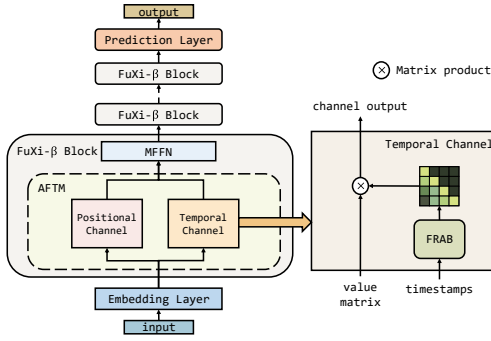 output
Prediction Layer
FuXi-β Block
FuXi-β Block
FuXi-β Block
MFFN
AFTM
Positional
Channel
Temporal
Channel
Embedding Layer
input
Matrix product
channel output
Temporal Channel
FRAB
value
matrix
timestamps